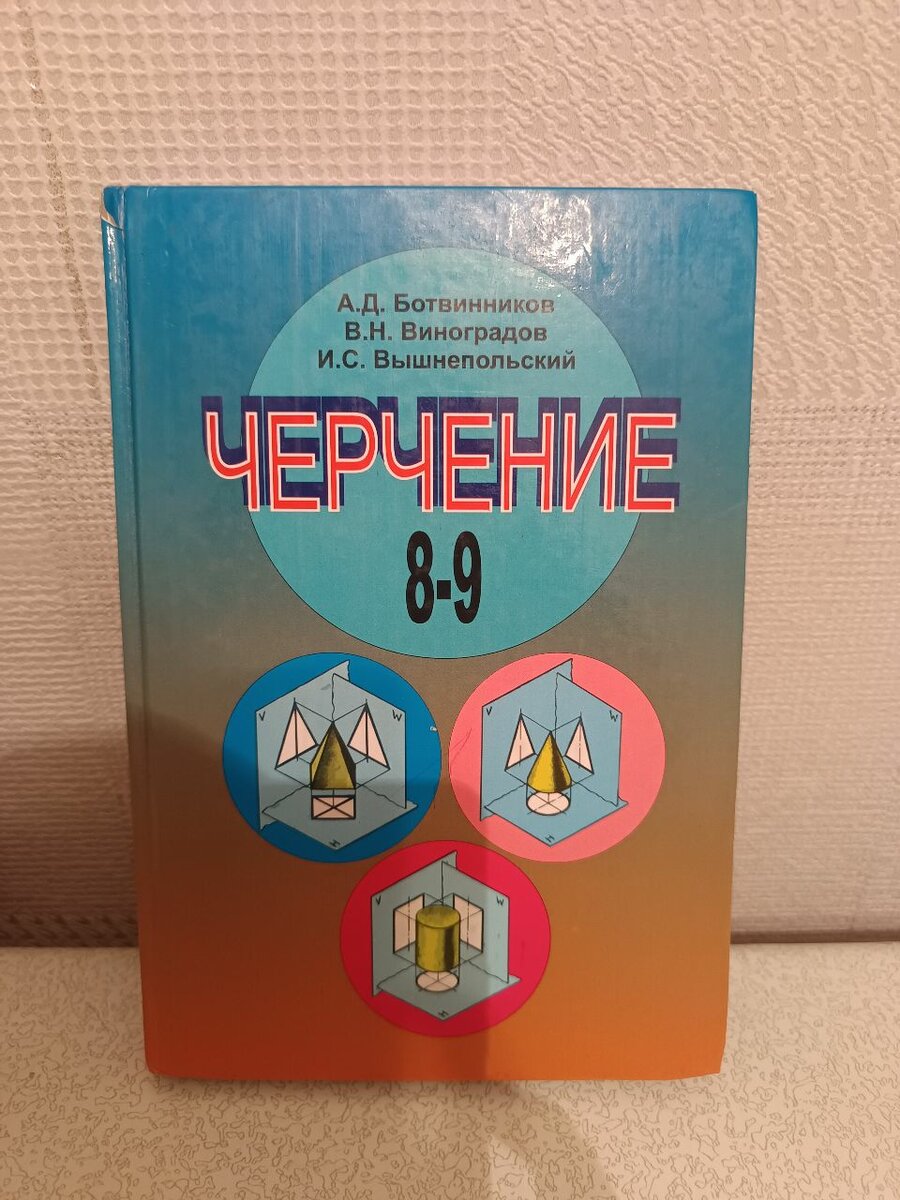 А.Д. Ботвинников
В.Н. Виноградов
И.С. Вышнепольский
ЧЕРЧЕНИЕ
8-9
V W
H
V W
H
V W
H